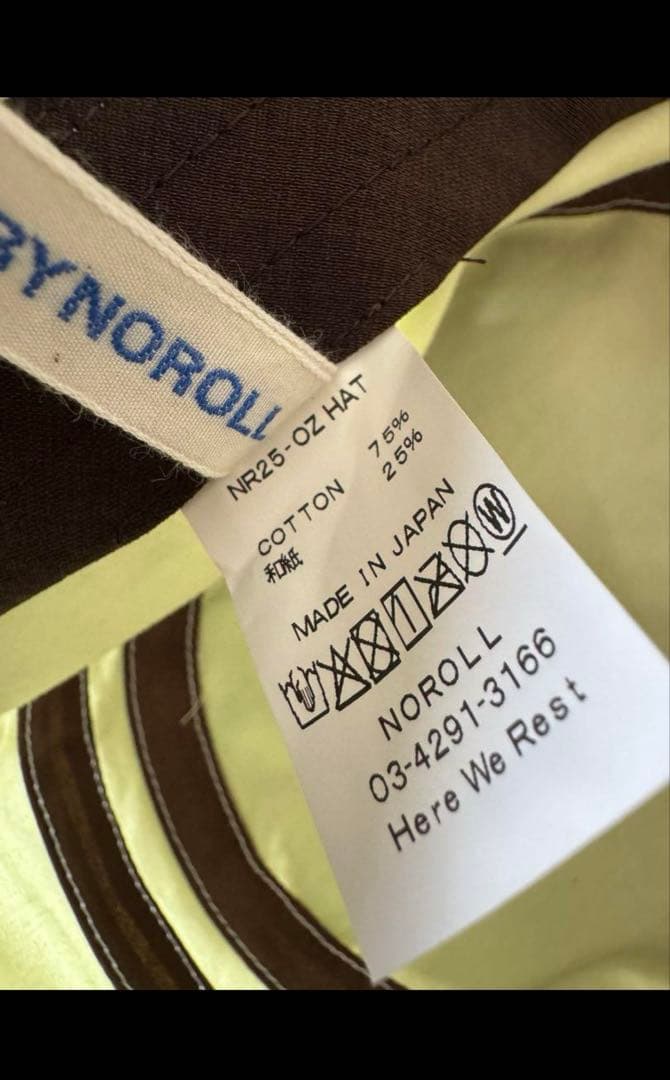 BYNOROLL
NR25-OZ HAT
COTTON 75%
和紙 25%
MADE IN JAPAN
W
NOROLL
03-4291-3166
Here We Rest